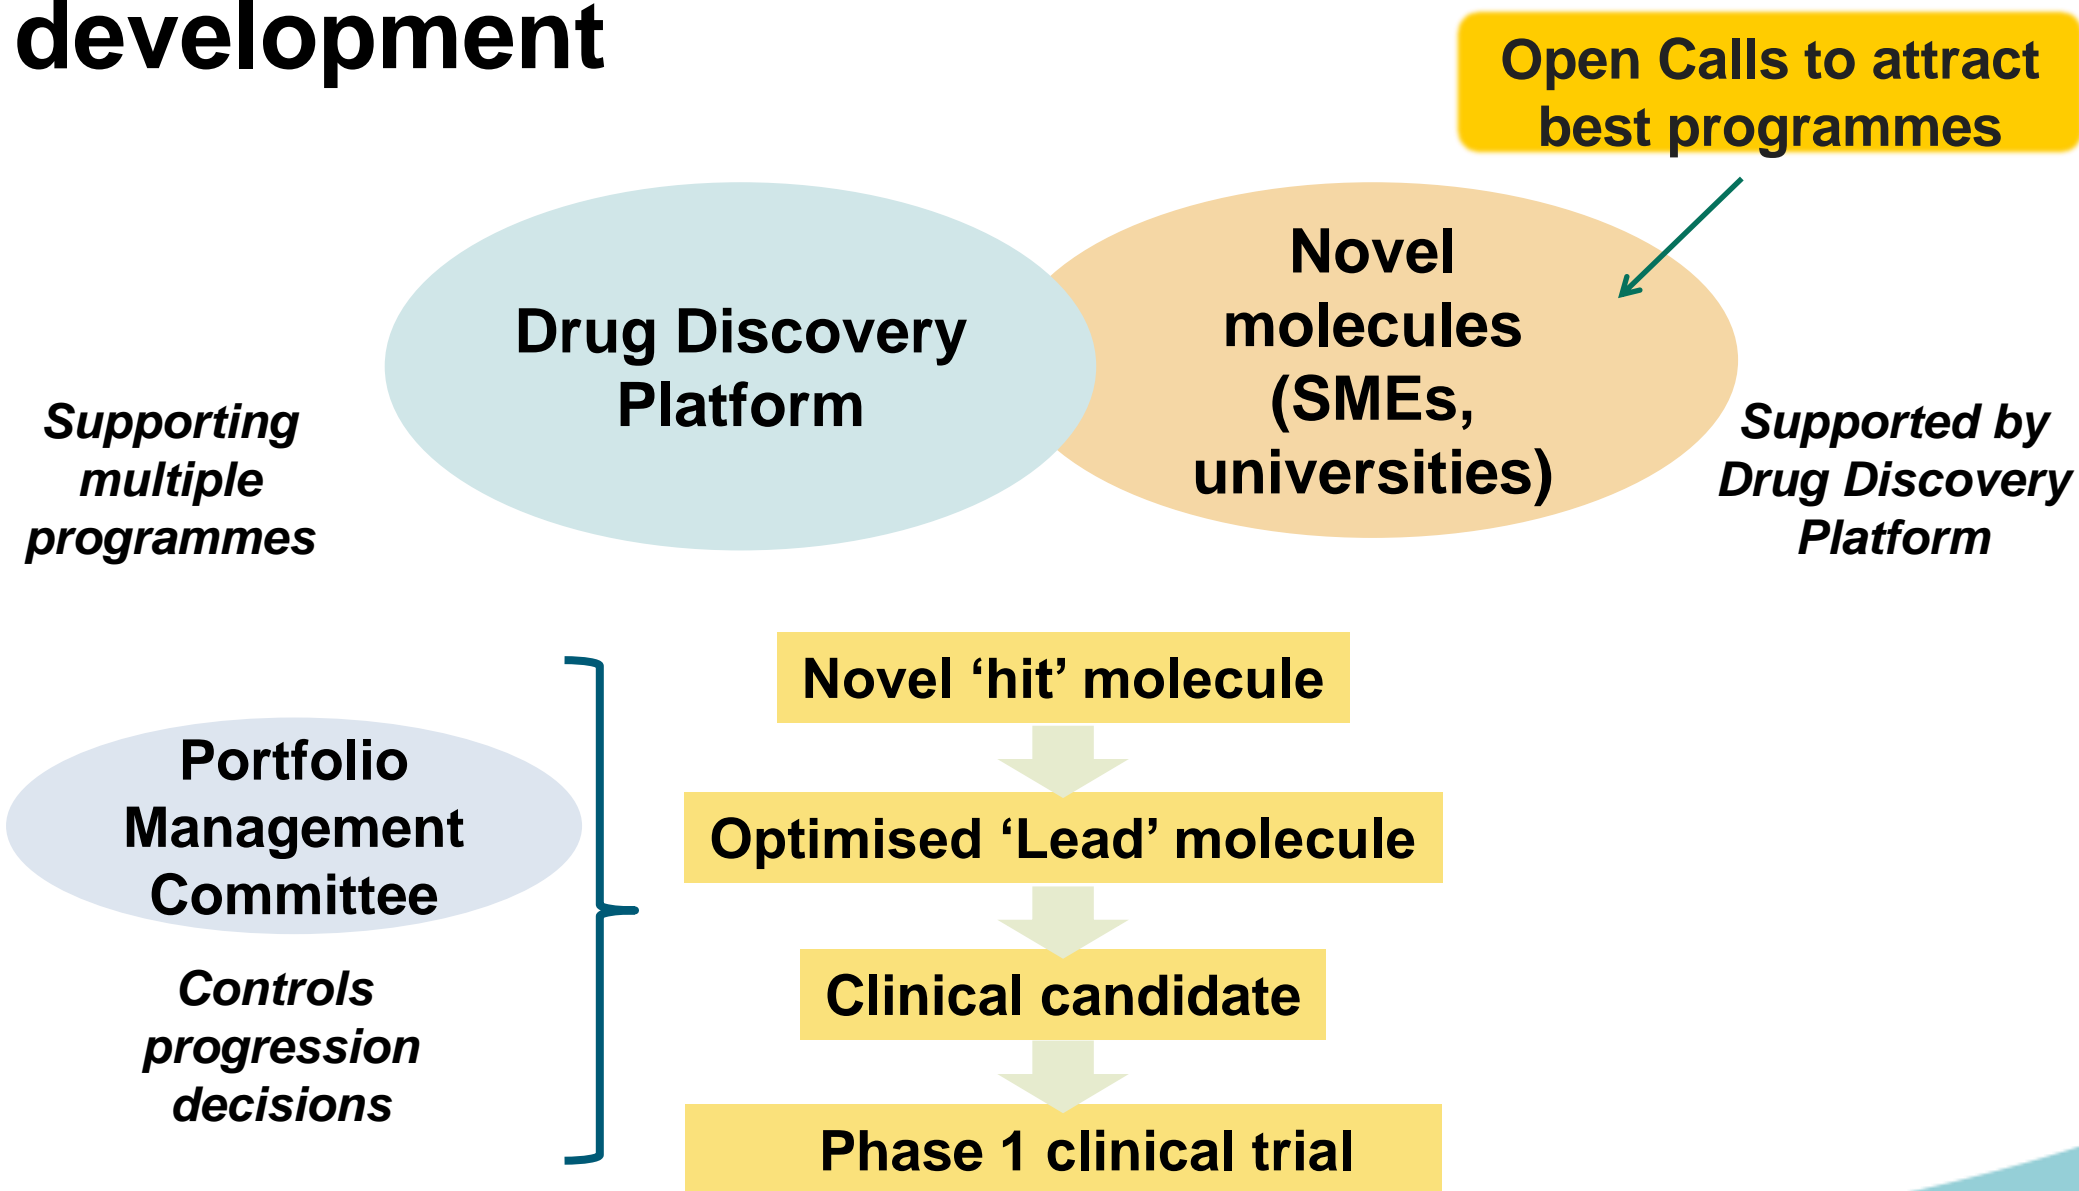 development
Open Calls to attract
best programmes
Drug Discovery
Platform
Novel
molecules
(SMEs,
universities)
Supporting
multiple
programmes
Supported by
Drug Discovery
Platform
Novel ‘hit’ molecule
Portfolio
Management
Committee
Optimised ‘Lead’ molecule
Controls
progression
decisions
Clinical candidate
Phase 1 clinical trial